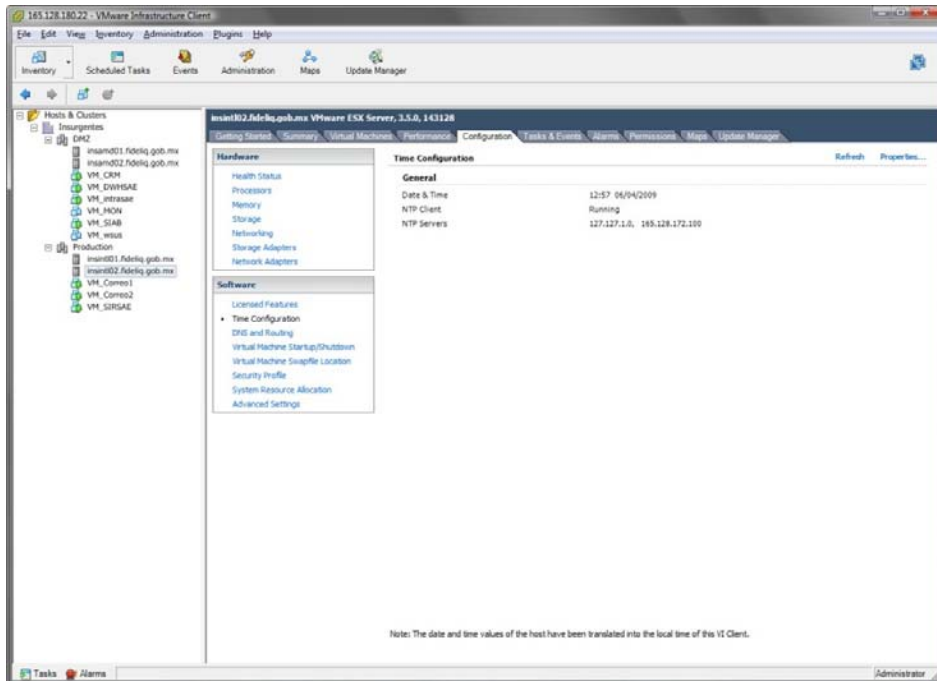 165.128.180.22 - VMware Infrastructure Client
File Edit View Inventory Administration Plugins Help
Inventory Scheduled Tasks Events Administration Maps Update Manager
Hosts & Clusters
Insurgentes
DMZ
insamd01.fideliq.gob.mx
insamd02.fideliq.gob.mx
VM_CRM
VM_DWHSAE
VM_intrasae
VM_MON
VM_SIAB
VM_wsus
Production
insintl01.fideliq.gob.mx
insintl02.fideliq.gob.mx
VM_Correo1
VM_Correo2
VM_SIRSAE
insintl02.fideliq.gob.mx VMware ESX Server, 3.5.0, 143128
Getting Started Summary Virtual Machines Performance Configuration Tasks & Events Alarms Permissions Maps Update Manager
Hardware
Health Status
Processors
Memory
Storage
Networking
Storage Adapters
Network Adapters
Software
Licensed Features
Time Configuration
DNS and Routing
Virtual Machine Startup/Shutdown
Virtual Machine Swapfile Location
Security Profile
System Resource Allocation
Advanced Settings
Time Configuration Refresh Properties...
General
Date & Time 12:57 06/04/2009
NTP Client Running
NTP Servers 127.127.1.0, 165.128.172.100
Note: The date and time values of the host have been translated into the local time of this VI Client.
Tasks Alarms Administrator